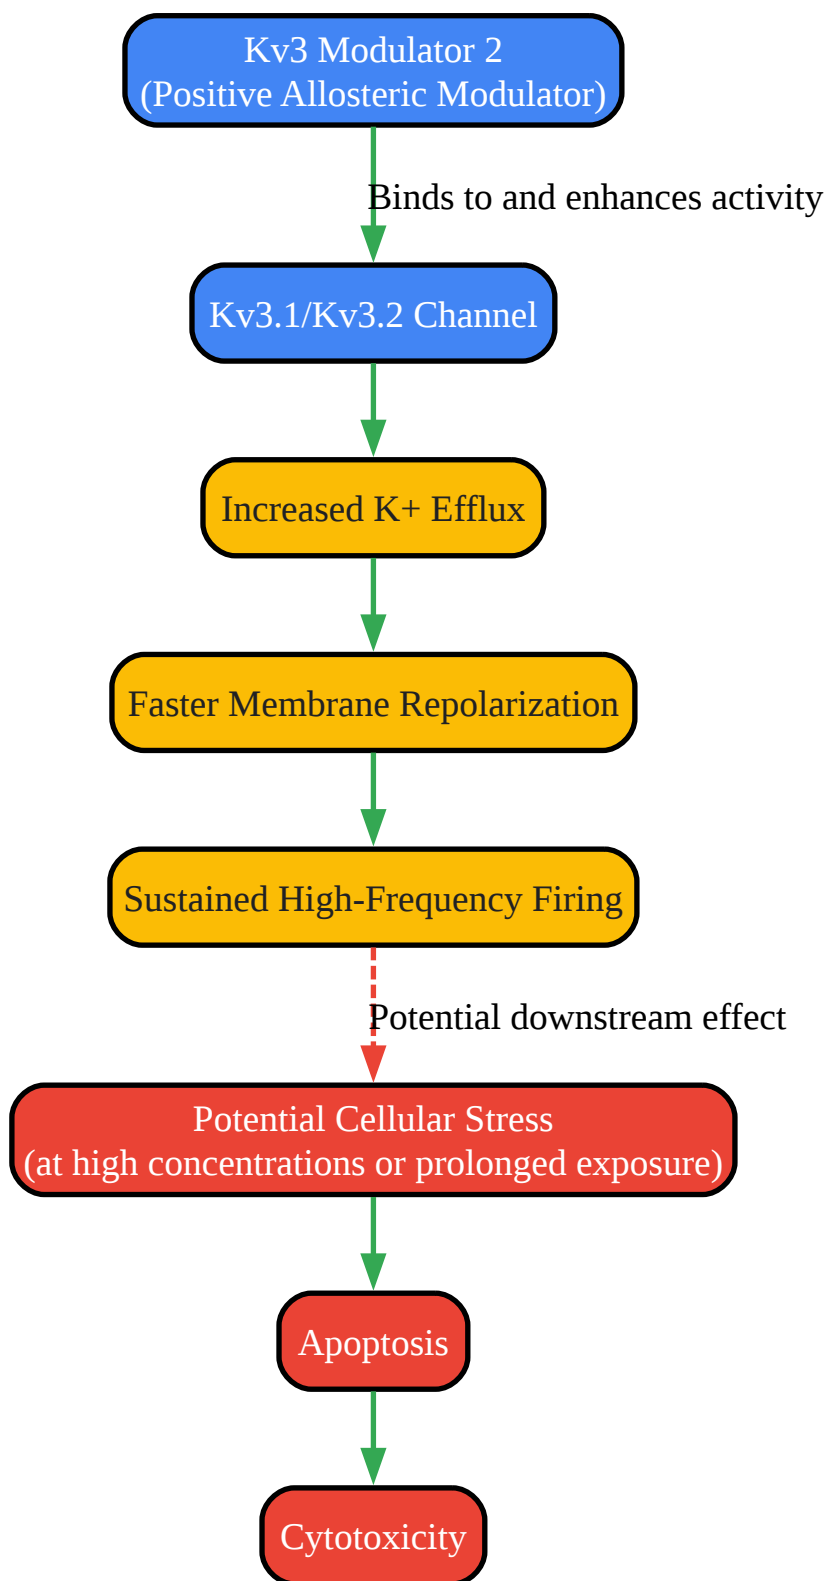 Kv3 Modulator 2
(Positive Allosteric Modulator)
Binds to and enhances activity
Kv3.1/Kv3.2 Channel
Increased K+ Efflux
Faster Membrane Repolarization
Sustained High-Frequency Firing
Potential downstream effect
Potential Cellular Stress
(at high concentrations or prolonged exposure)
Apoptosis
Cytotoxicity